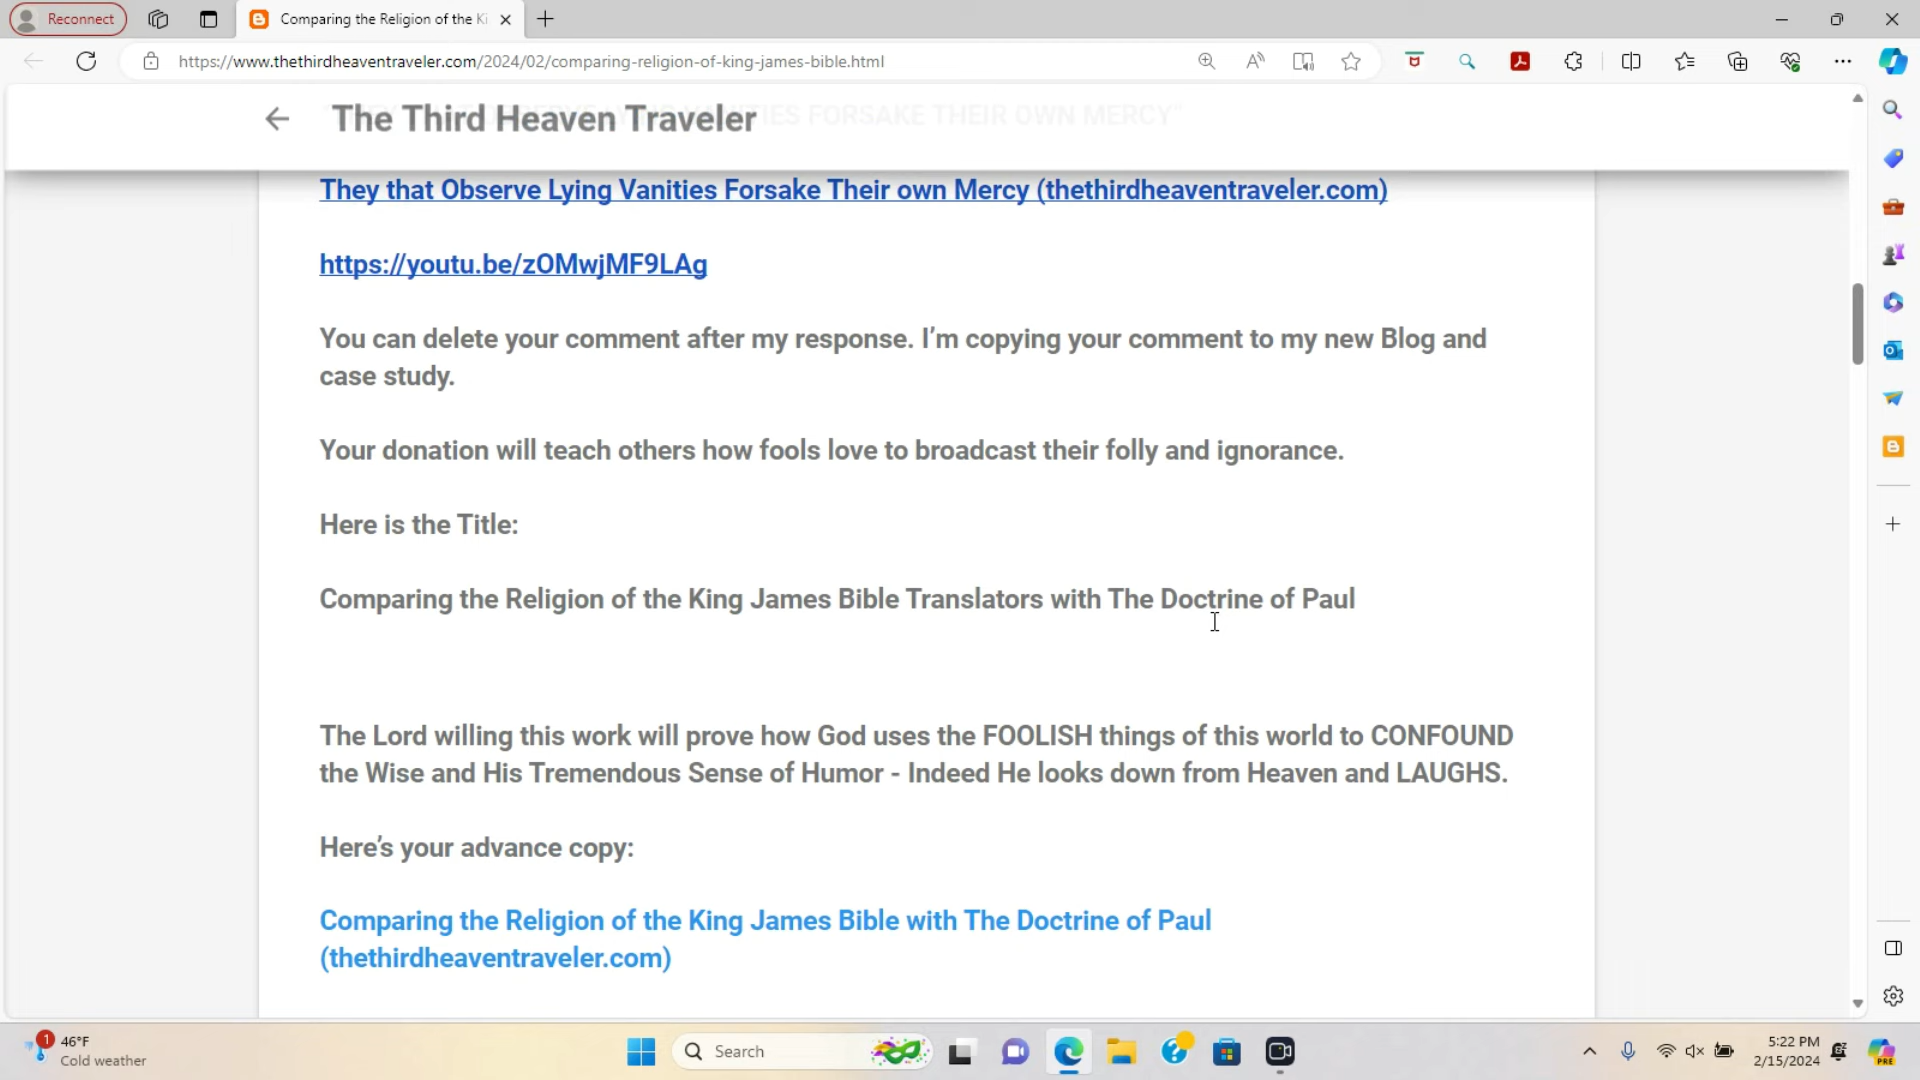 Reconnect
Comparing the Religion of the Ki
https://www.thethirdheaventraveler.com/2024/02/comparing-religion-of-king-james-bible.html
The Third Heaven Traveler
They that Observe Lying Vanities Forsake Their own Mercy (thethirdheaventraveler.com)
https://youtu.be/zOMwjMF9LAg
You can delete your comment after my response. I’m copying your comment to my new Blog and
case study.
Your donation will teach others how fools love to broadcast their folly and ignorance.
Here is the Title:
Comparing the Religion of the King James Bible Translators with The Doctrine of Paul
The Lord willing this work will prove how God uses the FOOLISH things of this world to CONFOUND
the Wise and His Tremendous Sense of Humor - Indeed He looks down from Heaven and LAUGHS.
Here’s your advance copy:
Comparing the Religion of the King James Bible with The Doctrine of Paul
(thethirdheaventraveler.com)
1
46°F
Cold weather
Search
5:22 PM
2/15/2024
PRE